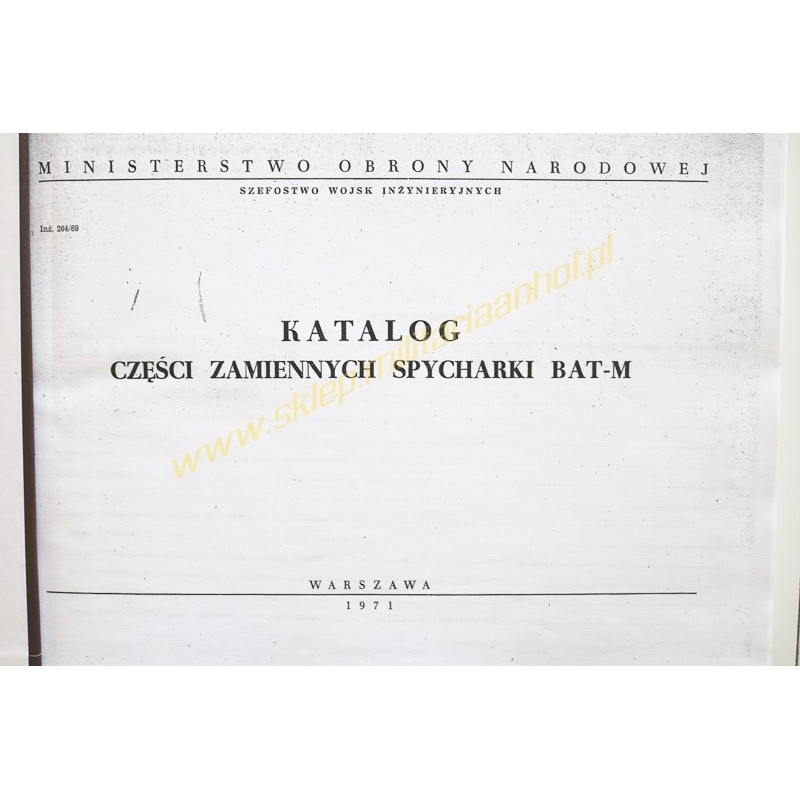 MINISTERSTWO OBRONY NARODOWEJ
SZEFOSTWO WOJSK INŻYNIERYJNYCH
Inż. 264/69
KATALOG
CZĘŚCI ZAMIENNYCH SPYCHARKI BAT-M
www.sklep.militariaanhol.pl
WARSZAWA
1971